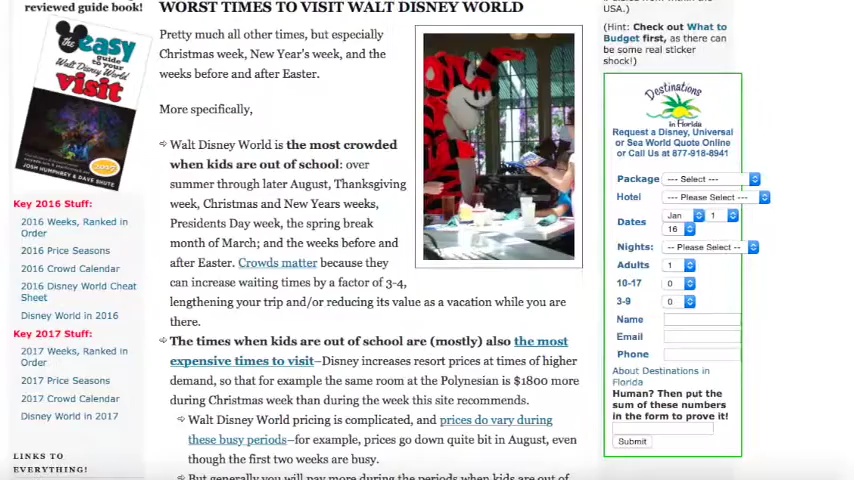 reviewed guide book!
the easy
guide to your
Walt Disney World
visit
2017
JOSH HUMPHREY & DAVE SHUTE
Key 2016 Stuff:
2016 Weeks, Ranked in
Order
2016 Price Seasons
2016 Crowd Calendar
2016 Disney World Cheat
Sheet
Disney World in 2016
Key 2017 Stuff:
2017 Weeks, Ranked in
Order
2017 Price Seasons
2017 Crowd Calendar
Disney World in 2017
LINKS TO
EVERYTHING!
WORST TIMES TO VISIT WALT DISNEY WORLD
Pretty much all other times, but especially
Christmas week, New Year's week, and the
weeks before and after Easter.
More specifically,
Walt Disney World is the most crowded
when kids are out of school: over
summer through later August, Thanksgiving
week, Christmas and New Years weeks,
Presidents Day week, the spring break
month of March; and the weeks before and
after Easter. Crowds matter because they
can increase waiting times by a factor of 3-4,
lengthening your trip and/or reducing its value as a vacation while you are
there.
The times when kids are out of school are (mostly) also the most
expensive times to visit–Disney increases resort prices at times of higher
demand, so that for example the same room at the Polynesian is $1800 more
during Christmas week than during the week this site recommends.
Walt Disney World pricing is complicated, and prices do vary during
these busy periods–for example, prices go down quite bit in August, even
though the first two weeks are busy.
But generally you will pay more during the periods when kids are out of
USA.)
(Hint: Check out What to
Budget first, as there can
be some real sticker
shock!)
Destinations
in Florida
Request a Disney, Universal
or Sea World Quote Online
or Call Us at 877-918-8941
Package --- Select ---
Hotel --- Please Select ---
Dates Jan 1
16
Nights: -- Please Select --
Adults 1
10-17 0
3-9 0
Name
Email
Phone
About Destinations in
Florida
Human? Then put the
sum of these numbers
in the form to prove it!
Submit